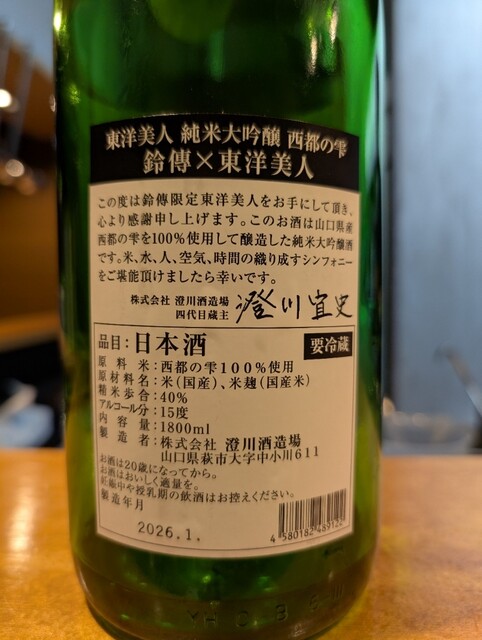 東洋美人 純米大吟醸 西都の雫
鈴傳×東洋美人
この度は鈴傳限定東洋美人をお手にして頂き、
心より感謝申し上げます。このお酒は山口県産
西都の雫を100%使用して醸造した純米大吟醸酒
です。米、水、人、空気、時間の織り成すシンフォニー
をご堪能頂けましたら幸いです。
株式会社 澄川酒造場
四代目蔵主 澄川宜史
品目:日本酒 要冷蔵
原料米:西都の雫100%使用
原材料名:米(国産)、米麹(国産米)
精米歩合:40%
アルコール分:15度
内容量:1800ml
製造者:株式会社 澄川酒造場
山口県萩市大字中小川611
お酒は20歳になってから。
お酒はおいしく適量を。
妊娠中や授乳期の飲酒はお控えください。
製造年月
2026.1.
4 580182 489122